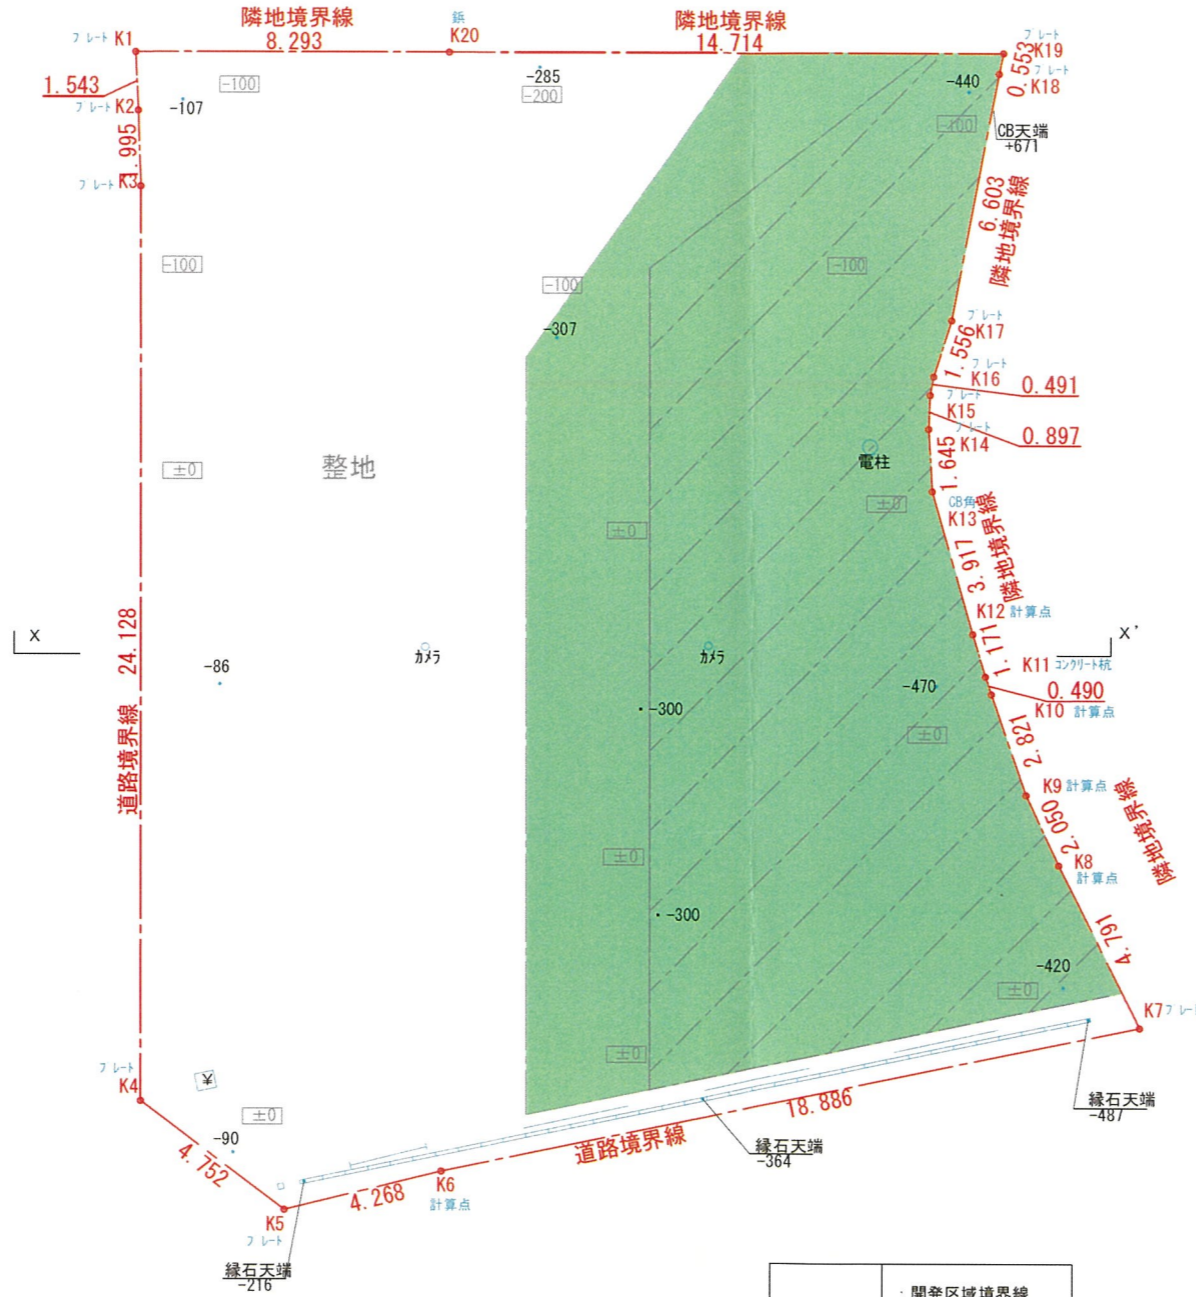 隣地境界線
8.293
鋲
K20
隣地境界線
14.714
プレート K1
プレート
K19
0.553
プレート
K18
1.543
-100
-107
プレート K2
-285
-200
-440
-100
CB天端
+671
1.995
プレート K3
6.603
隣地境界線
-100
-100
-100
-307
プレート
K17
1.556
プレート
K16
0.491
プレート
K15
0.897
プレート
K14
1.645
電柱
±0
整地
±0
±0
CB角
K13
3.917
隣地境界線
K12 計算点
1.171
X
X'
カメラ
カメラ
K11 コンクリート杭
0.490
K10 計算点
24.128
道路境界線
-86
-470
-300
±0
2.821
K9 計算点
2.050
隣地境界線
K8
計算点
±0
-300
4.791
-420
±0
K7 プレート
±0
プレート
K4
¥
±0
-90
4.752
18.886
道路境界線
縁石天端
-487
縁石天端
-364
4.268
K6
計算点
K5
プレート
縁石天端
-216
開発区域境界線